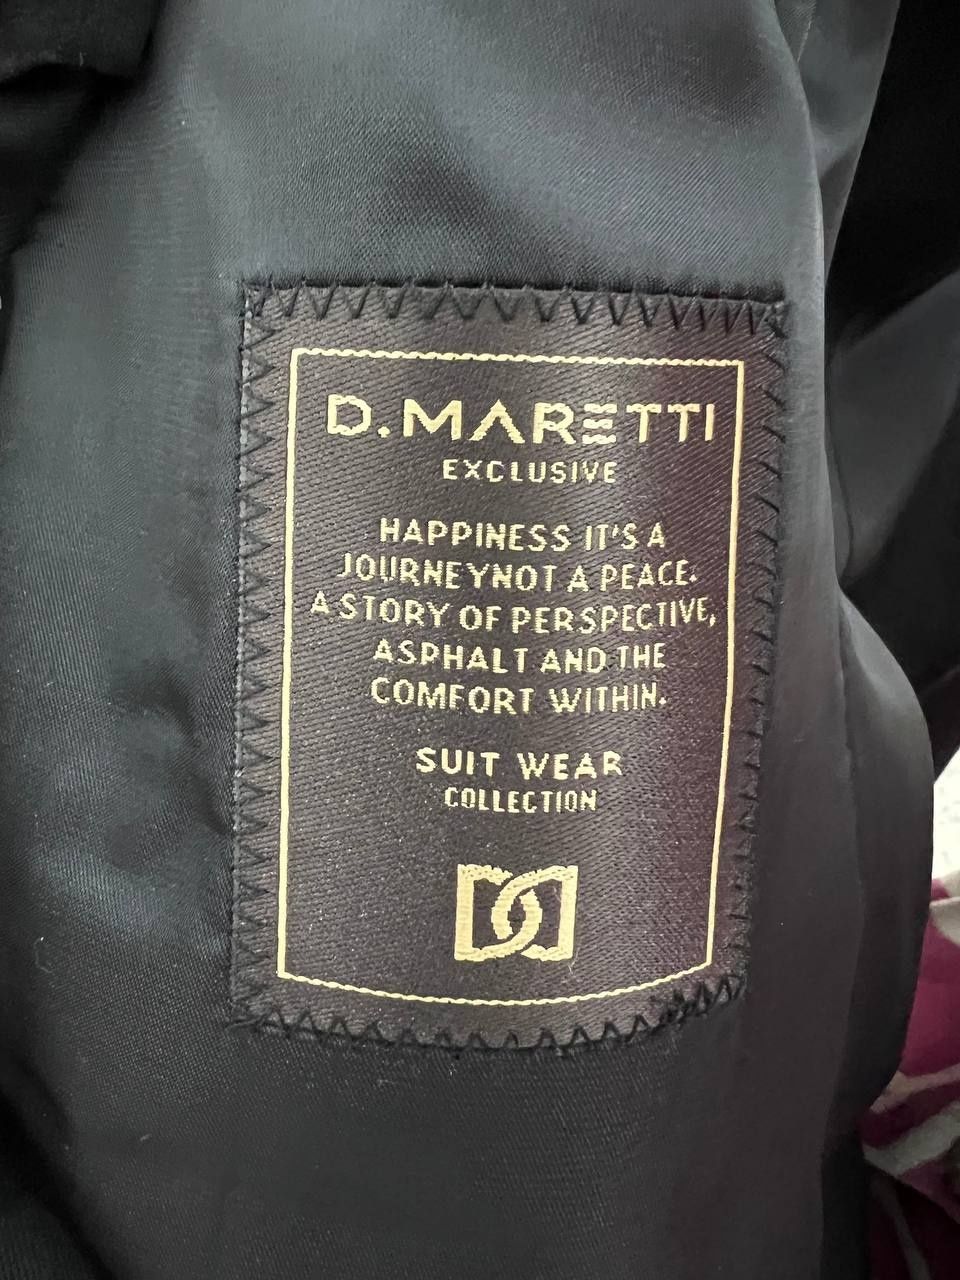 D.MARETTI
EXCLUSIVE
HAPPINESS IT'S A
JOURNEYNOT A PEACE.
A STORY OF PERSPECTIVE,
ASPHALT AND THE
COMFORT WITHIN.
SUIT WEAR
COLLECTION